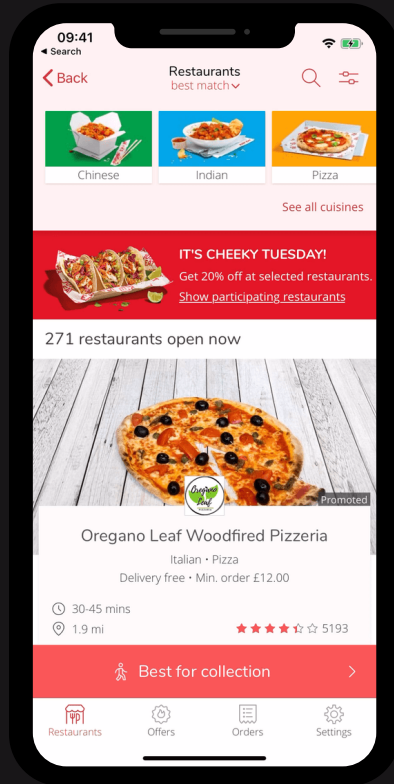 09:41
◀ Search
Back
Restaurants
best match
Chinese
Indian
Pizza
See all cuisines
IT'S CHEEKY TUESDAY!
Get 20% off at selected restaurants.
Show participating restaurants
271 restaurants open now
Oregano Leaf
Promoted
Oregano Leaf Woodfired Pizzeria
Italian • Pizza
Delivery free • Min. order £12.00
30-45 mins
1.9 mi
5193
Best for collection
Restaurants
Offers
Orders
Settings